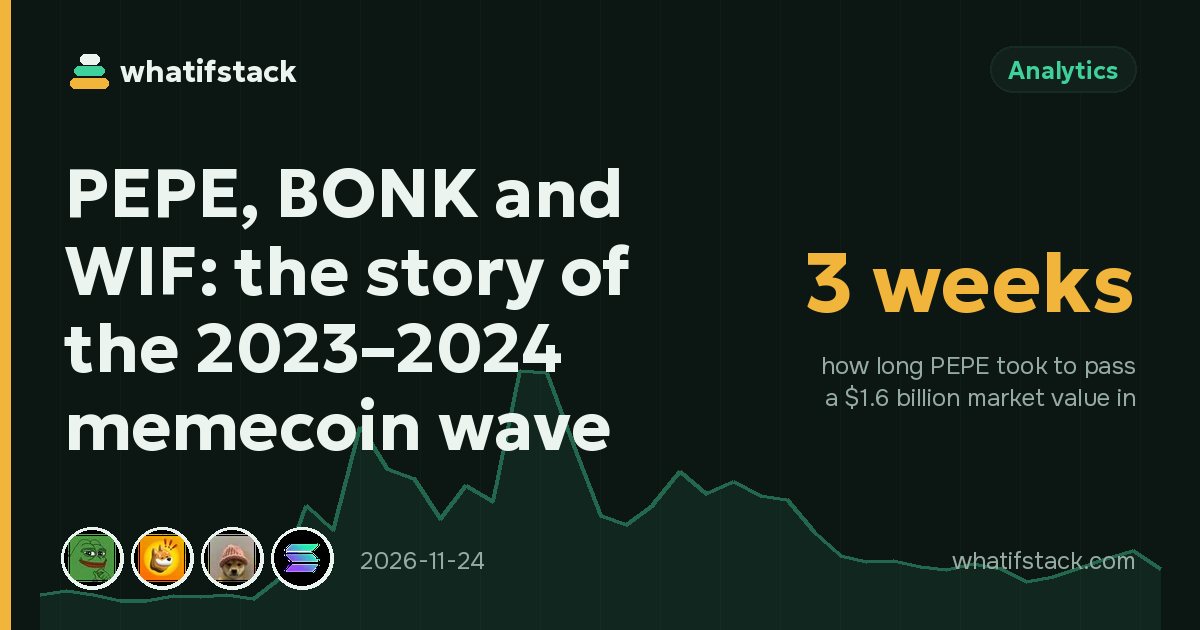 whatifstack
Analytics
PEPE, BONK and
WIF: the story of
the 2023–2024
memecoin wave
3 weeks
how long PEPE took to pass
a $1.6 billion market value in
2026-11-24
whatifstack.com